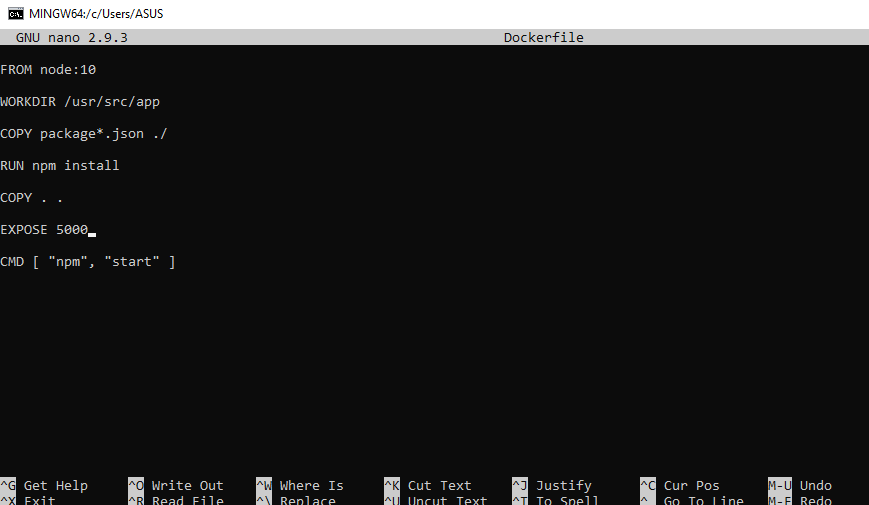 MINGW64:/c/Users/ASUS
GNU nano 2.9.3 Dockerfile
FROM node:10
WORKDIR /usr/src/app
COPY package*.json ./
RUN npm install
COPY . .
EXPOSE 5000
CMD [ "npm", "start" ]
^G Get Help ^O Write Out ^W Where Is ^K Cut Text ^J Justify ^C Cur Pos M-U Undo
^X Exit ^R Read File ^\ Replace ^U Uncut Text ^T To Spell ^_ Go To Line M-E Redo